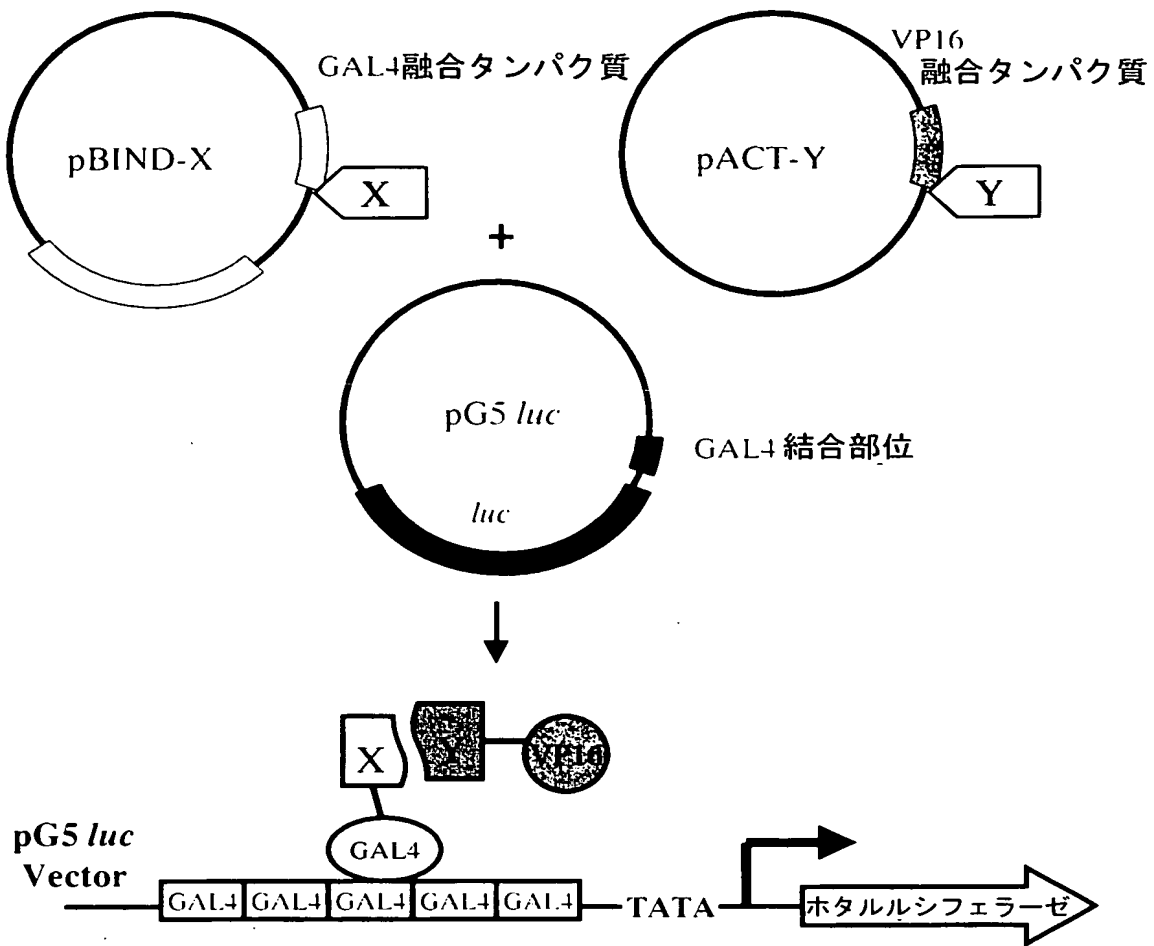 GAL4融合タンパク質
VP16
融合タンパク質
pBIND-X
pACT-Y
X
Y
+
pG5 luc
GAL4 結合部位
luc
X
Y
VP16
GAL4
pG5 luc
Vector
GAL4 GAL4 GAL4 GAL4 GAL4
TATA
ホタルルシフェラーゼ